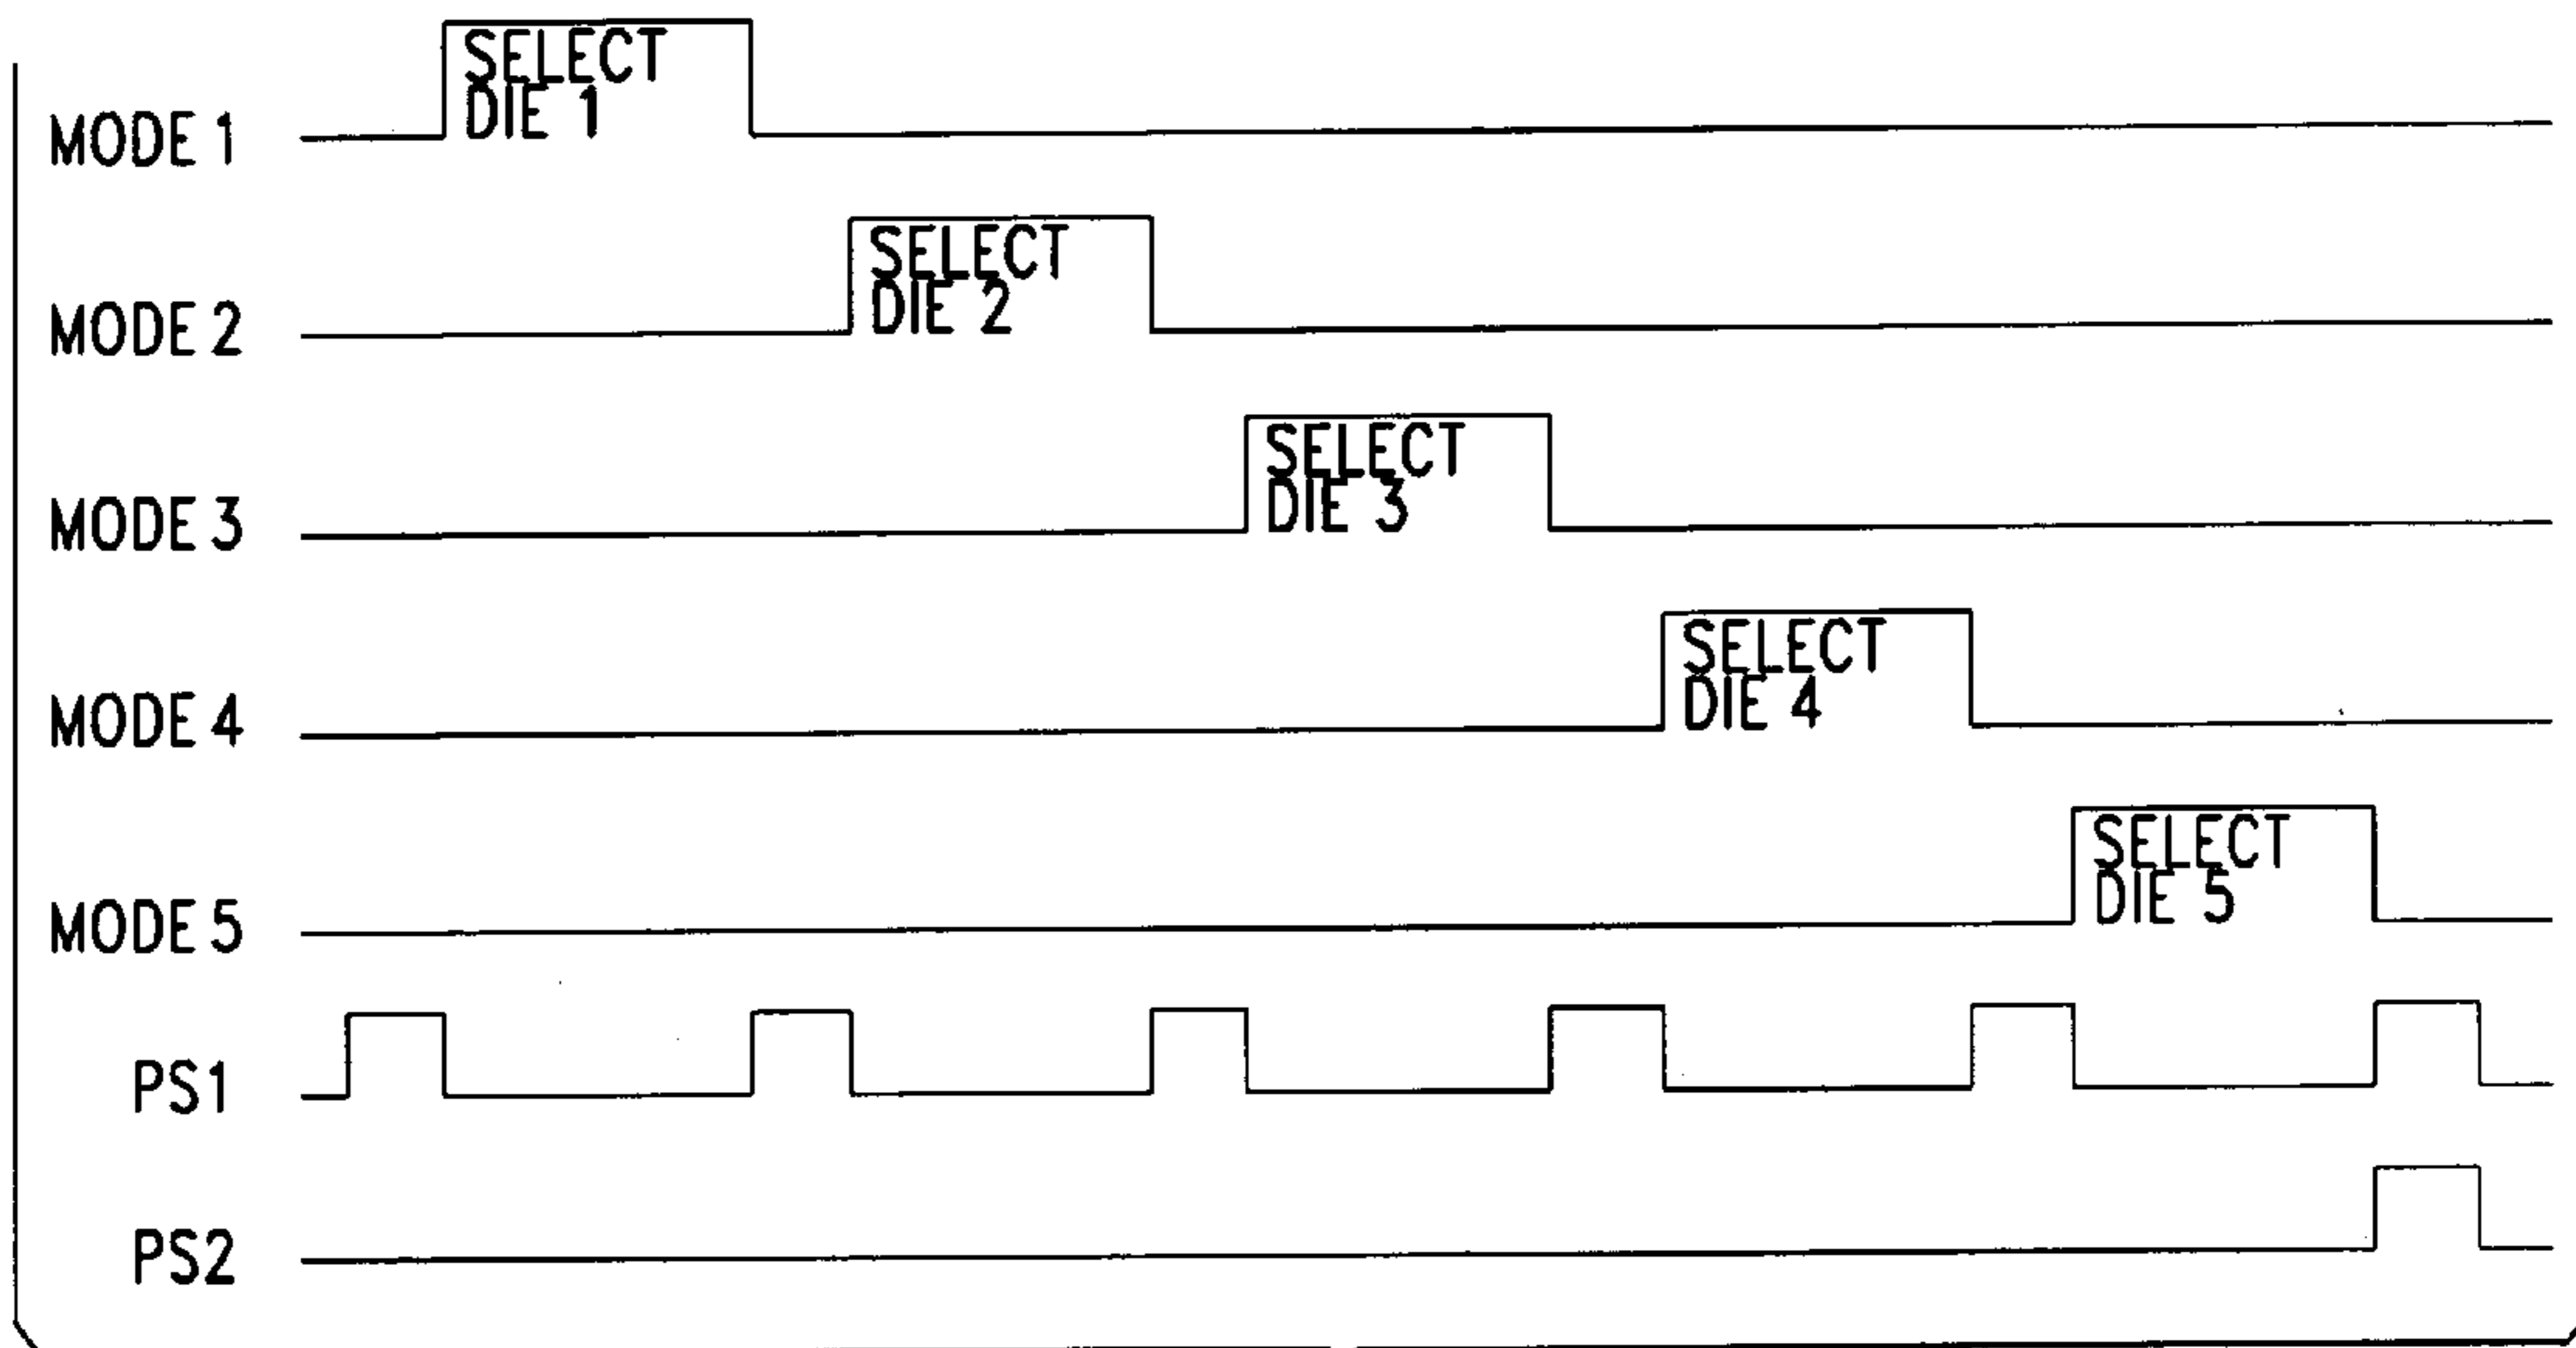 SELECT
DIE 1
MODE 1
SELECT
DIE 2
MODE 2
SELECT
DIE 3
MODE 3
SELECT
DIE 4
MODE 4
SELECT
DIE 5
MODE 5
PS1
PS2